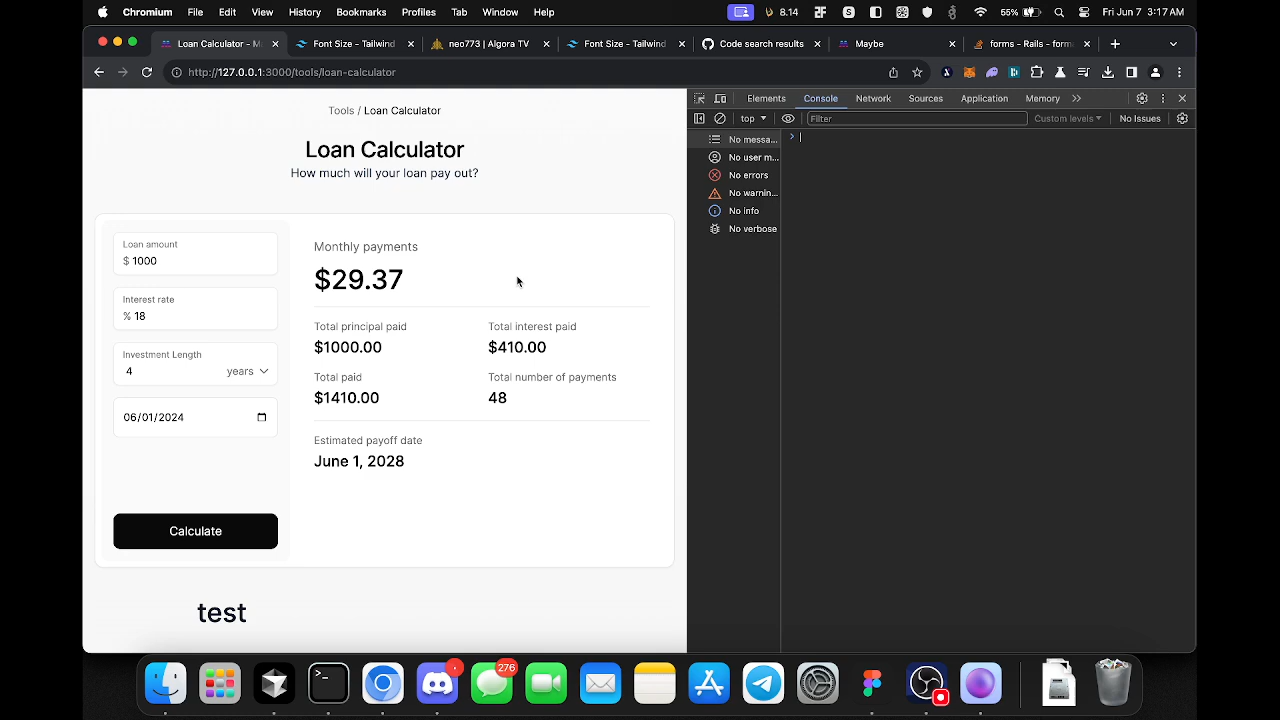 Chromium File Edit View History Bookmarks Profiles Tab Window Help 8.14 55% Fri Jun 7 3:17 AM
Loan Calculator - M Font Size - Tailwind neo773 | Algora TV Font Size - Tailwind Code search results Maybe forms - Rails - form
http://127.0.0.1:3000/tools/loan-calculator
Elements Console Network Sources Application Memory
top Filter Custom levels No Issues
No messa...
No user m...
No errors
No warnin...
No info
No verbose
Tools / Loan Calculator
Loan Calculator
How much will your loan pay out?
Loan amount
$ 1000
Interest rate
% 18
Investment Length
4 years
06/01/2024
Calculate
Monthly payments
$29.37
Total principal paid Total interest paid
$1000.00 $410.00
Total paid Total number of payments
$1410.00 48
Estimated payoff date
June 1, 2028
test
276